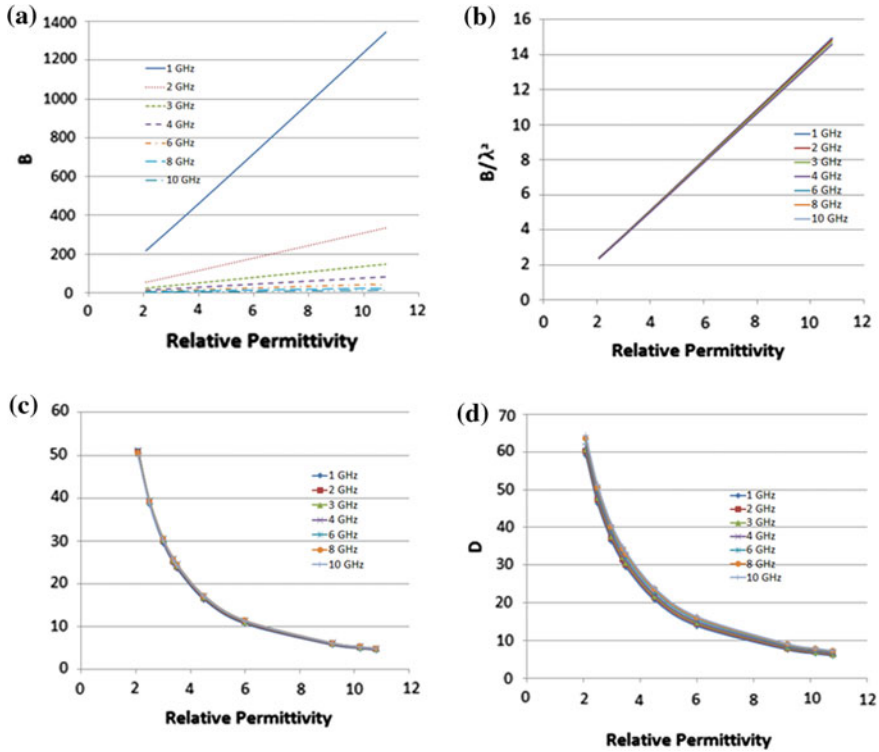 (a)
1400
1200
1000
800
600
400
200
0
B
1 GHz
2 GHz
3 GHz
4 GHz
6 GHz
8 GHz
10 GHz
0 2 4 6 8 10 12
Relative Permittivity
(b)
16
14
12
10
8
6
4
2
0
B/λ²
1 GHz
2 GHz
3 GHz
4 GHz
6 GHz
8 GHz
10 GHz
0 2 4 6 8 10 12
Relative Permittivity
(c)
60
50
40
30
20
10
0
1 GHz
2 GHz
3 GHz
4 GHz
6 GHz
8 GHz
10 GHz
0 2 4 6 8 10 12
Relative Permittivity
(d)
70
60
50
40
30
20
10
0
D
1 GHz
2 GHz
3 GHz
4 GHz
6 GHz
8 GHz
10 GHz
0 2 4 6 8 10 12
Relative Permittivity